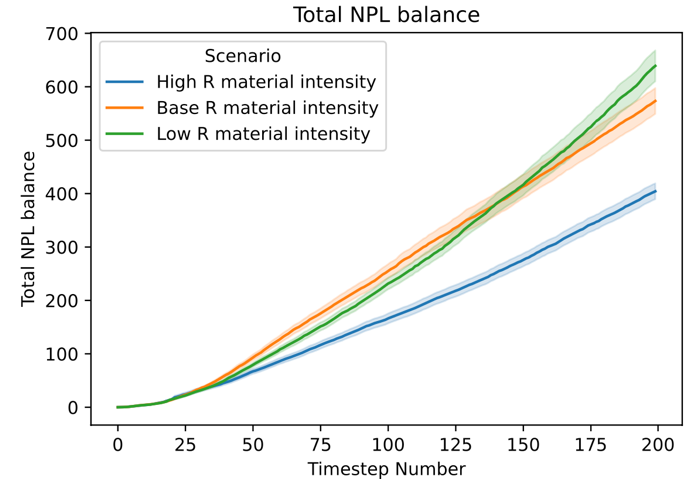 Total NPL balance
Total NPL balance
700
600
500
400
300
200
100
0
Scenario
High R material intensity
Base R material intensity
Low R material intensity
0 25 50 75 100 125 150 175 200
Timestep Number